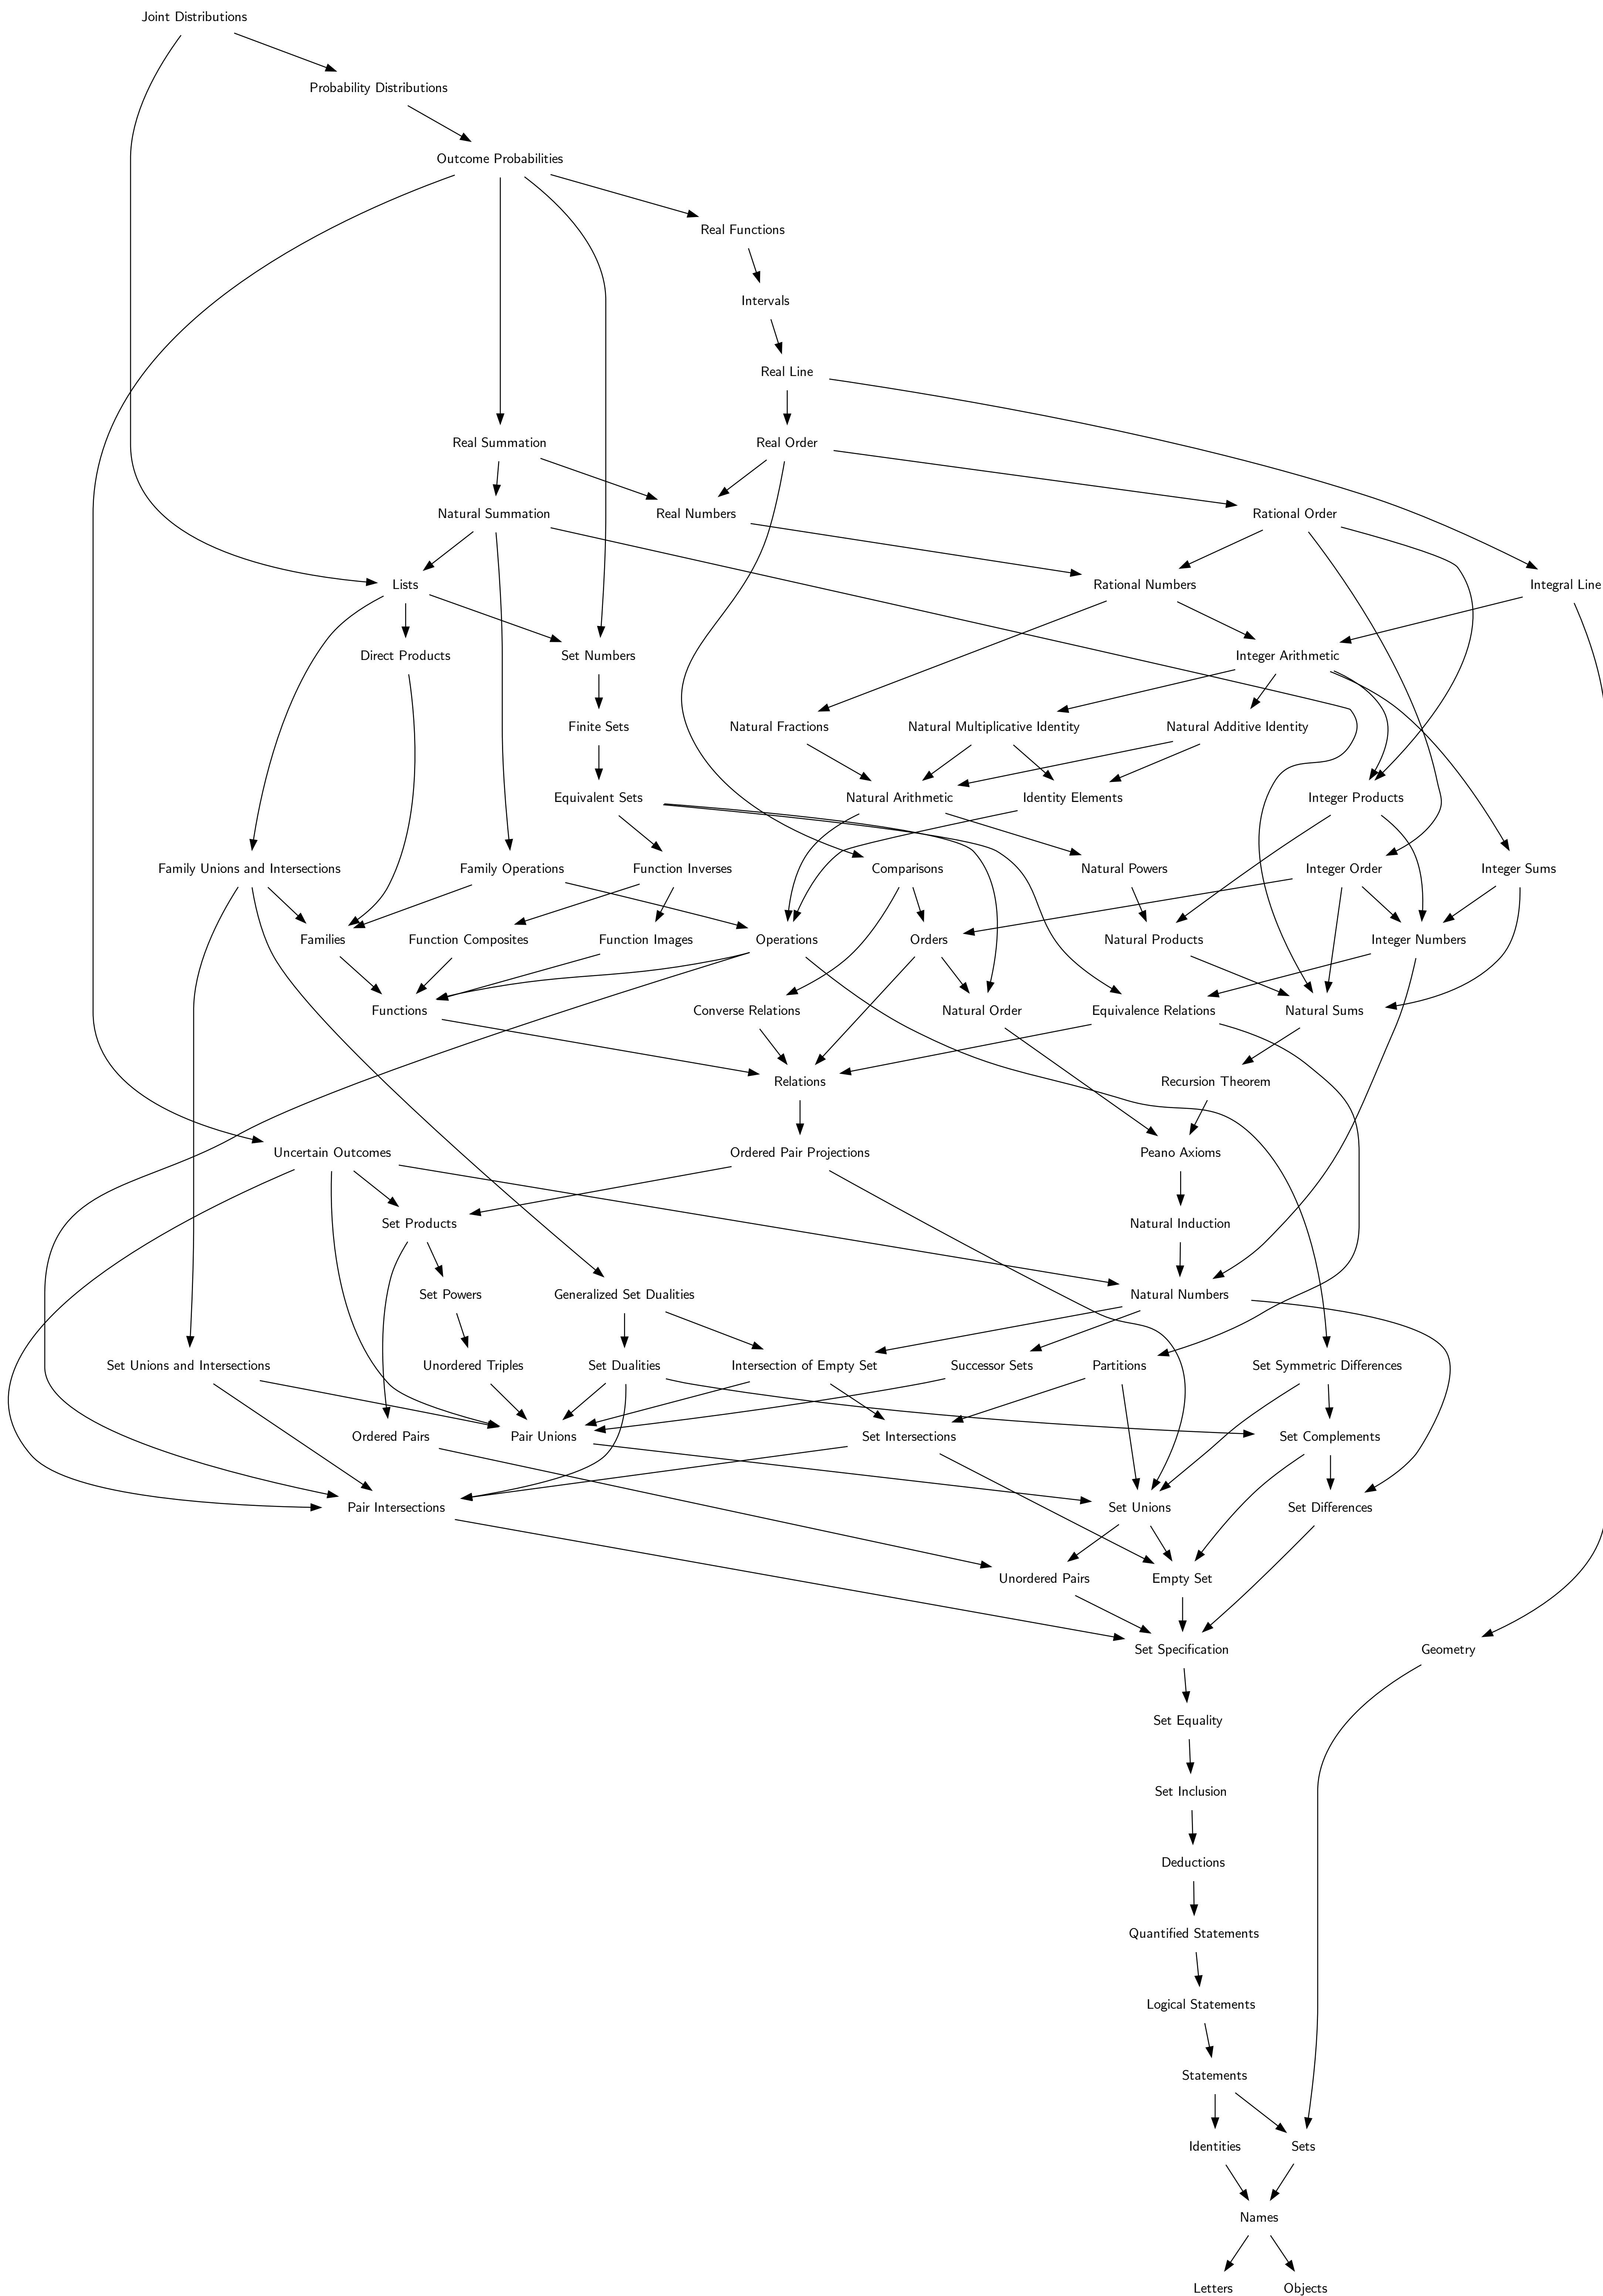 Joint Distributions
Probability Distributions
Outcome Probabilities
Real Functions
Intervals
Real Line
Real Summation
Real Order
Natural Summation
Real Numbers
Rational Order
Lists
Rational Numbers
Integral Line
Direct Products
Set Numbers
Integer Arithmetic
Finite Sets
Natural Fractions
Natural Multiplicative Identity
Natural Additive Identity
Equivalent Sets
Natural Arithmetic
Identity Elements
Integer Products
Family Unions and Intersections
Family Operations
Function Inverses
Comparisons
Natural Powers
Integer Order
Integer Sums
Families
Function Composites
Function Images
Operations
Orders
Natural Products
Integer Numbers
Functions
Converse Relations
Natural Order
Equivalence Relations
Natural Sums
Relations
Recursion Theorem
Uncertain Outcomes
Ordered Pair Projections
Peano Axioms
Set Products
Natural Induction
Set Powers
Generalized Set Dualities
Natural Numbers
Set Unions and Intersections
Unordered Triples
Set Dualities
Intersection of Empty Set
Successor Sets
Partitions
Set Symmetric Differences
Ordered Pairs
Pair Unions
Set Intersections
Set Complements
Pair Intersections
Set Unions
Set Differences
Unordered Pairs
Empty Set
Set Specification
Geometry
Set Equality
Set Inclusion
Deductions
Quantified Statements
Logical Statements
Statements
Identities
Sets
Names
Letters
Objects